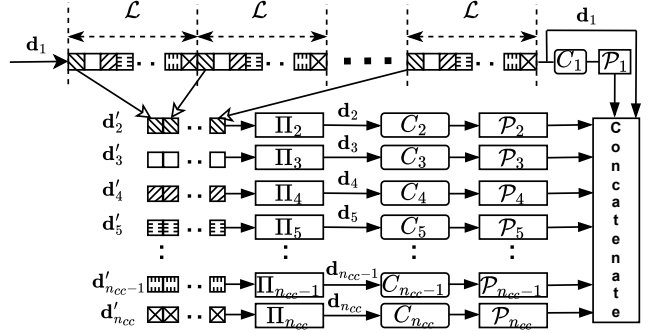 ℒ ℒ ℒ d₁
d₁ C₁ 𝒫₁
d′₂ Π₂ d₂ C₂ 𝒫₂
d′₃ Π₃ d₃ C₃ 𝒫₃
d′₄ Π₄ d₄ C₄ 𝒫₄
d′₅ Π₅ d₅ C₅ 𝒫₅
d′_{n_{cc}−1} Π_{n_{cc}−1} d_{n_{cc}−1} C_{n_{cc}−1} 𝒫_{n_{cc}−1}
d′_{n_{cc}} Π_{n_{cc}} d_{n_{cc}} C_{n_{cc}} 𝒫_{n_{cc}}
Concatenate